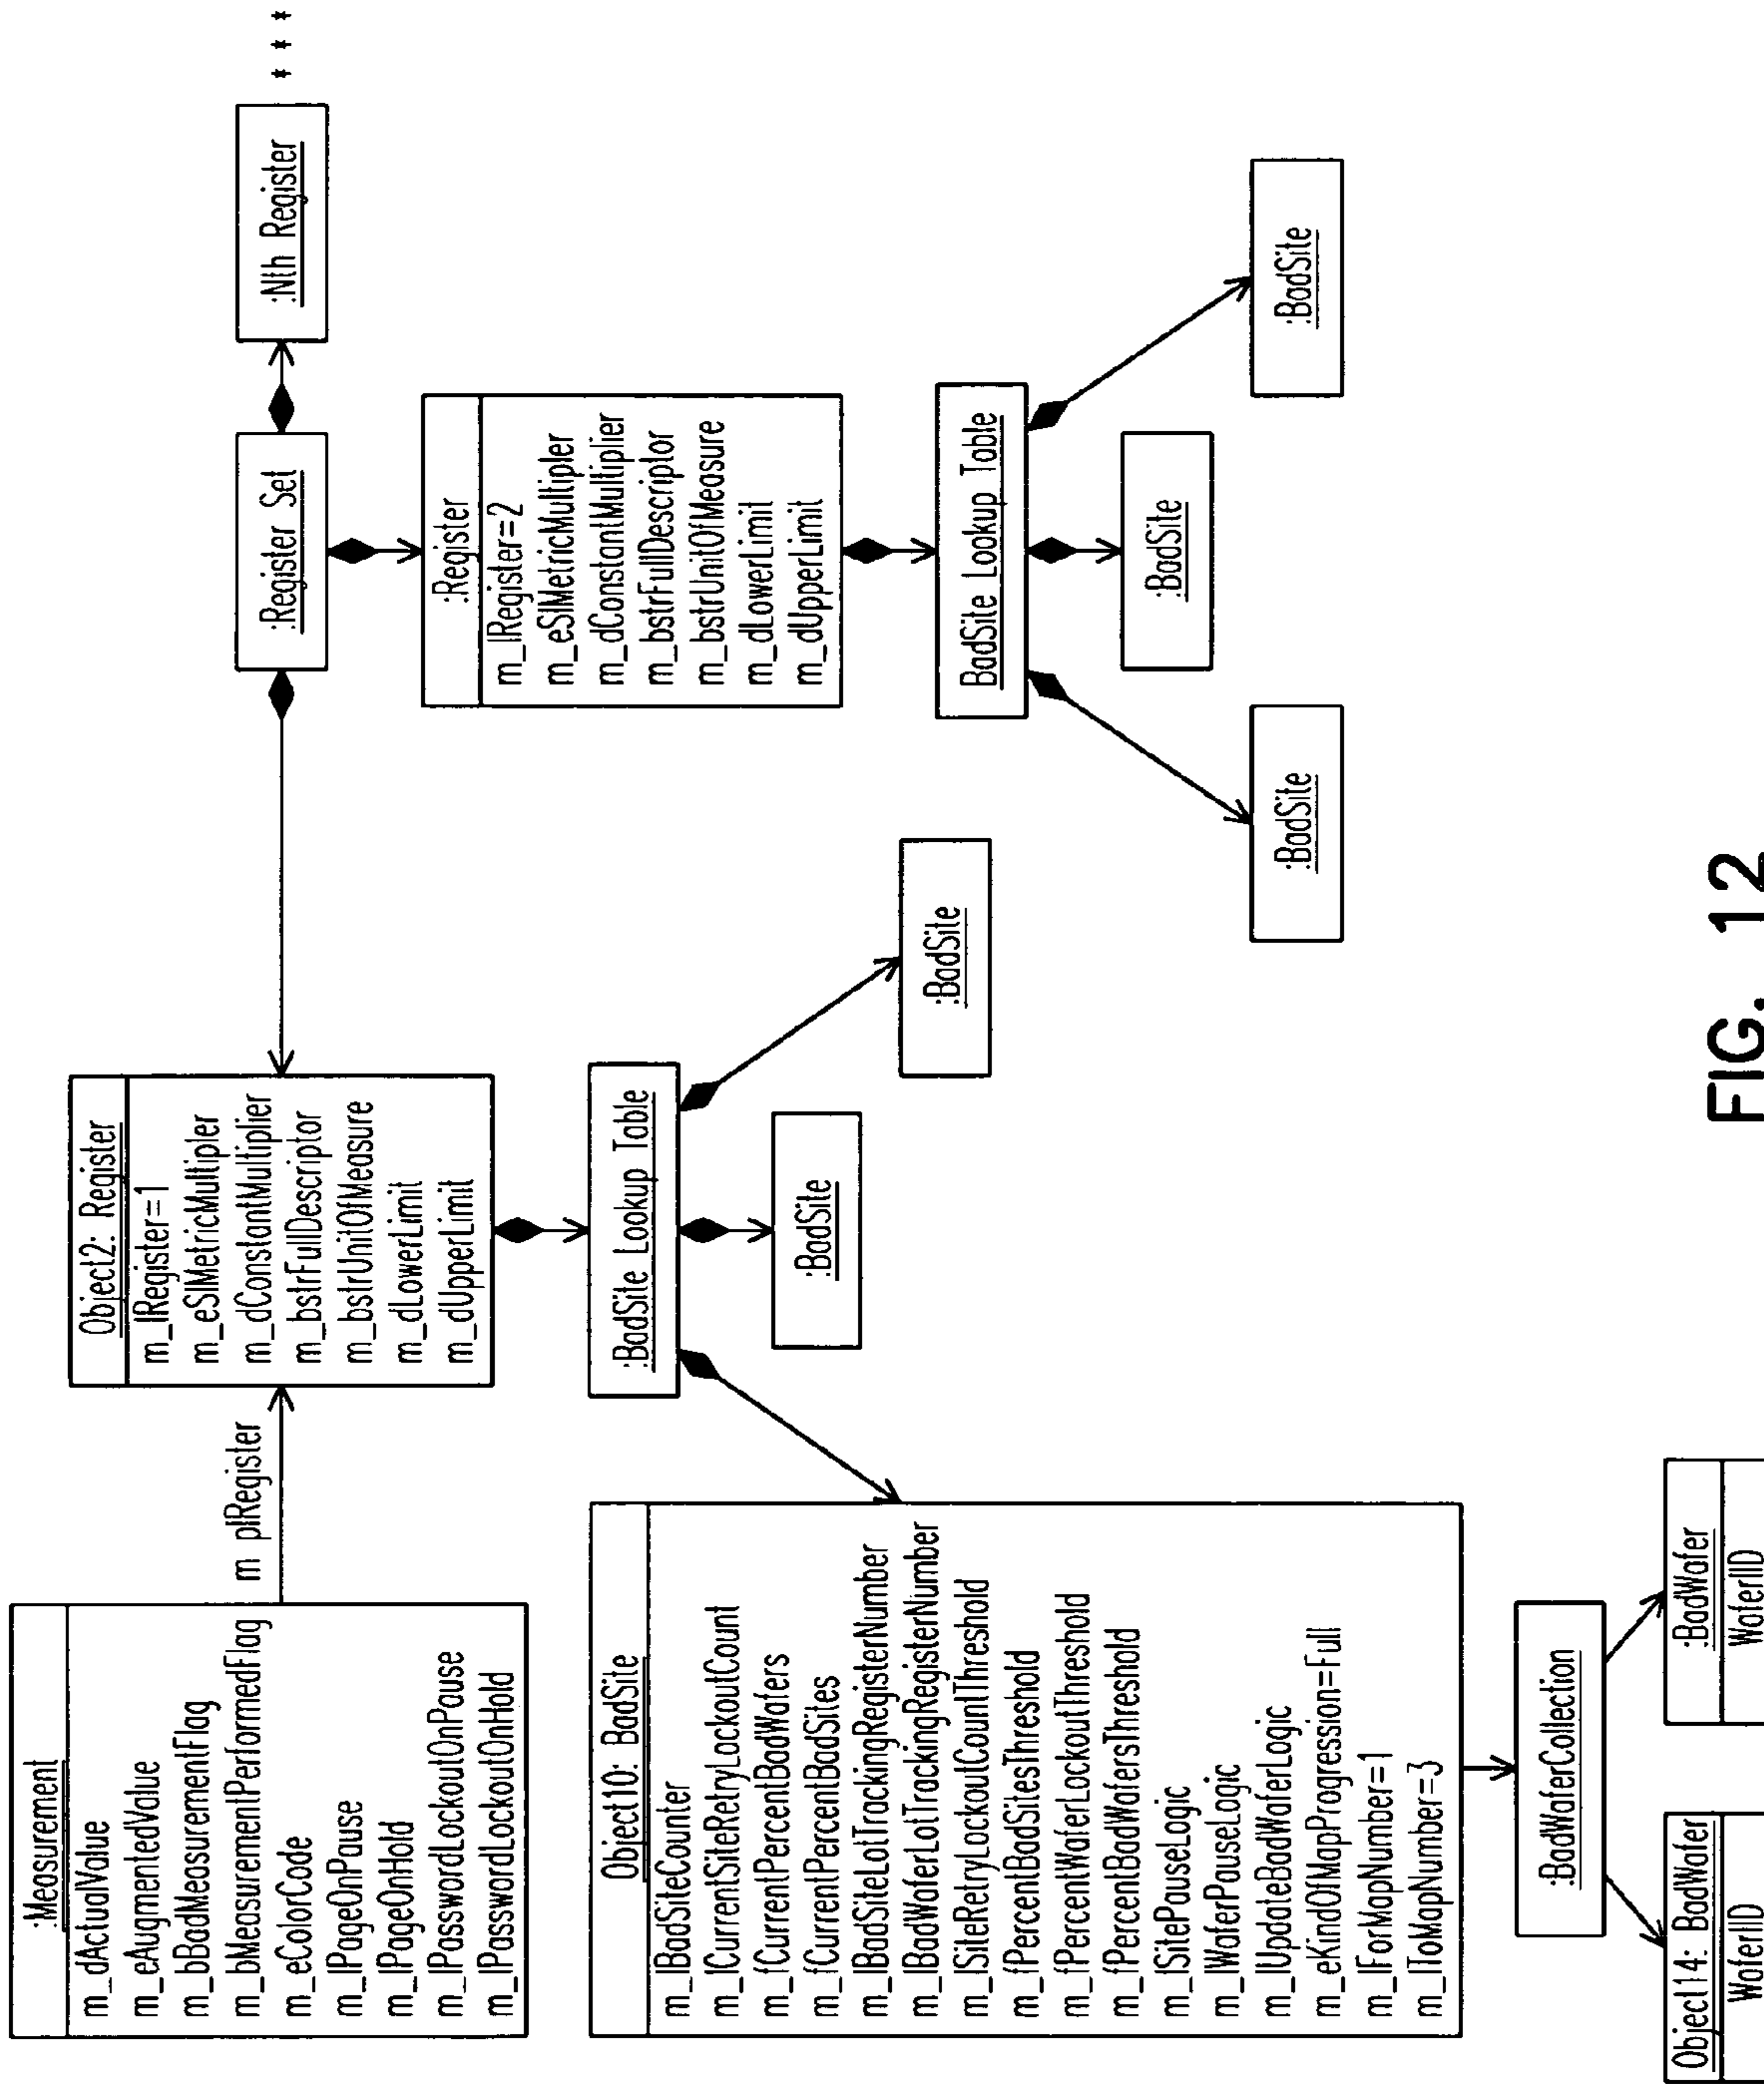 :Measurement
m_dActualValue
m_eAugmentedValue
m_bBadMeasurementFlag
m_bMeasurementPerformedFlag
m_eColorCode
m_lPageOnPause
m_lPageOnHold
m_lPasswordLockoutOnPause
m_lPasswordLockoutOnHold
m plRegister
Object2: Register
m_lRegister=1
m_eSIMetricMultipler
m_dConstantMultiplier
m_bstrFullDescriptor
m_bstrUnitOfMeasure
m_dLowerLimit
m_dUpperLimit
:Register Set
:Nth Register
* * *
:Register
m_lRegister=2
m_eSIMetricMultipler
m_dConstantMultiplier
m_bstrFullDescriptor
m_bstrUnitOfMeasure
m_dLowerLimit
m_dUpperLimit
:BadSite Lookup Table
:BadSite
:BadSite
BadSite Lookup Table
:BadSite
:BadSite
:BadSite
Object10: BadSite
m_lBadSiteCounter
m_lCurrentSiteRetryLockoutCount
m_fCurrentPercentBadWafers
m_fCurrentPercentBadSites
m_lBadSiteLotTrackingRegisterNumber
m_lBadWaferLotTrackingRegisterNumber
m_lSiteRetryLockoutCountThreshold
m_fPercentBadSitesThreshold
m_fPercentWaferLockoutThreshold
m_fPercentBadWafersThreshold
m_lSitePauseLogic
m_lWaferPauseLogic
m_lUpdateBadWaferLogic
m_eKindOfMapProgression=Full
m_lForMapNumber=1
m_lToMapNumber=3
:BadWaferCollection
Object14: BadWafer
WaferIID
:BadWafer
WaferIID
FIG. 12